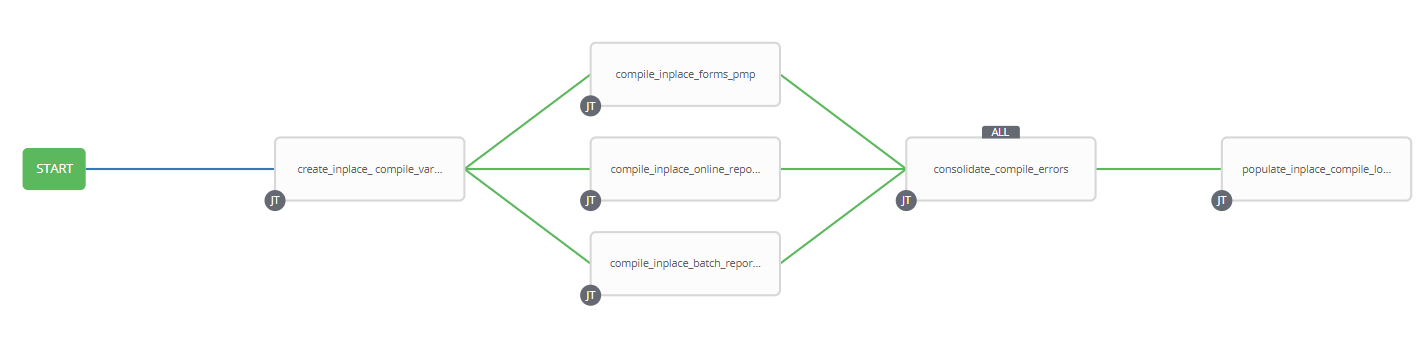 START
create_inplace_ compile_var...
JT
compile_inplace_forms_pmp
JT
compile_inplace_online_repo...
JT
compile_inplace_batch_repor...
JT
ALL
consolidate_compile_errors
JT
populate_inplace_compile_lo...
JT